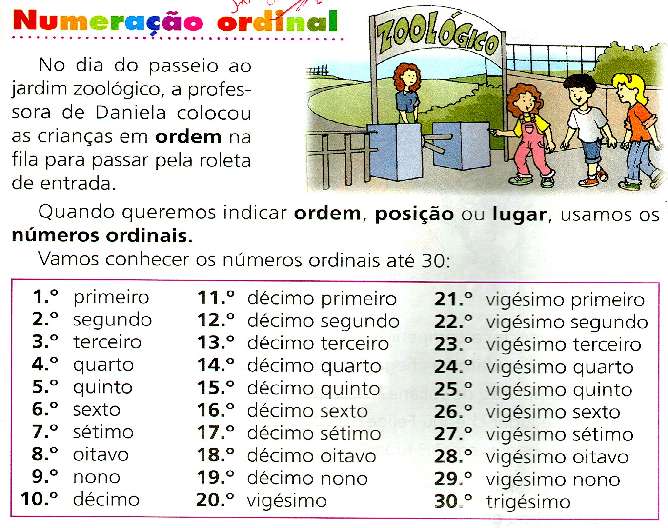 Numeração ordinal
ZOOLÓGICO
No dia do passeio ao
jardim zoológico, a profes-
sora de Daniela colocou
as crianças em ordem na
fila para passar pela roleta
de entrada.
Quando queremos indicar ordem, posição ou lugar, usamos os
números ordinais.
Vamos conhecer os números ordinais até 30:
1.º primeiro
2.º segundo
3.º terceiro
4.º quarto
5.º quinto
6.º sexto
7.º sétimo
8.º oitavo
9.º nono
10.º décimo
11.º décimo primeiro
12.º décimo segundo
13.º décimo terceiro
14.º décimo quarto
15.º décimo quinto
16.º décimo sexto
17.º décimo sétimo
18.º décimo oitavo
19.º décimo nono
20.º vigésimo
21.º vigésimo primeiro
22.º vigésimo segundo
23.º vigésimo terceiro
24.º vigésimo quarto
25.º vigésimo quinto
26.º vigésimo sexto
27.º vigésimo sétimo
28.º vigésimo oitavo
29.º vigésimo nono
30.º trigésimo